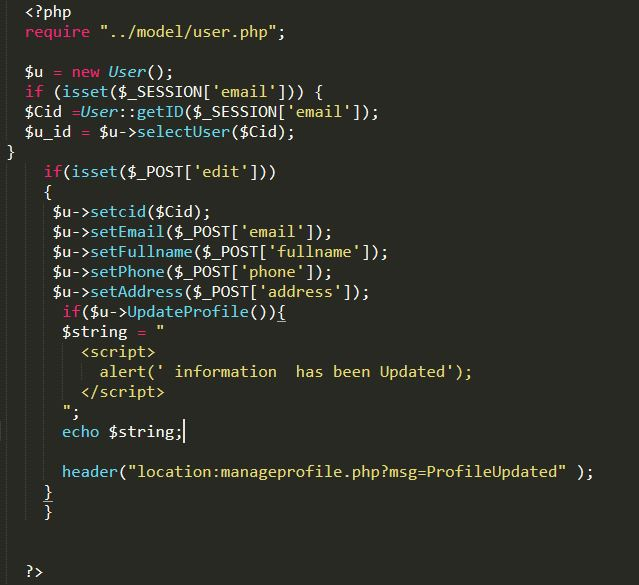 <?php
require "../model/user.php";
$u = new User();
if (isset($_SESSION['email'])) {
$Cid =User::getID($_SESSION['email']);
$u_id = $u->selectUser($Cid);
}
if(isset($_POST['edit']))
{
$u->setcid($Cid);
$u->setEmail($_POST['email']);
$u->setFullname($_POST['fullname']);
$u->setPhone($_POST['phone']);
$u->setAddress($_POST['address']);
if($u->UpdateProfile()){
$string = "
<script>
alert(' information  has been Updated');
</script>
";
echo $string;
header("location:manageprofile.php?msg=ProfileUpdated" );
}
}
?>